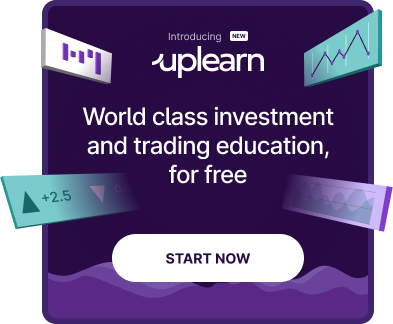 Introducing NEW
uplearn
World class investment
and trading education,
for free
+2.5
START NOW